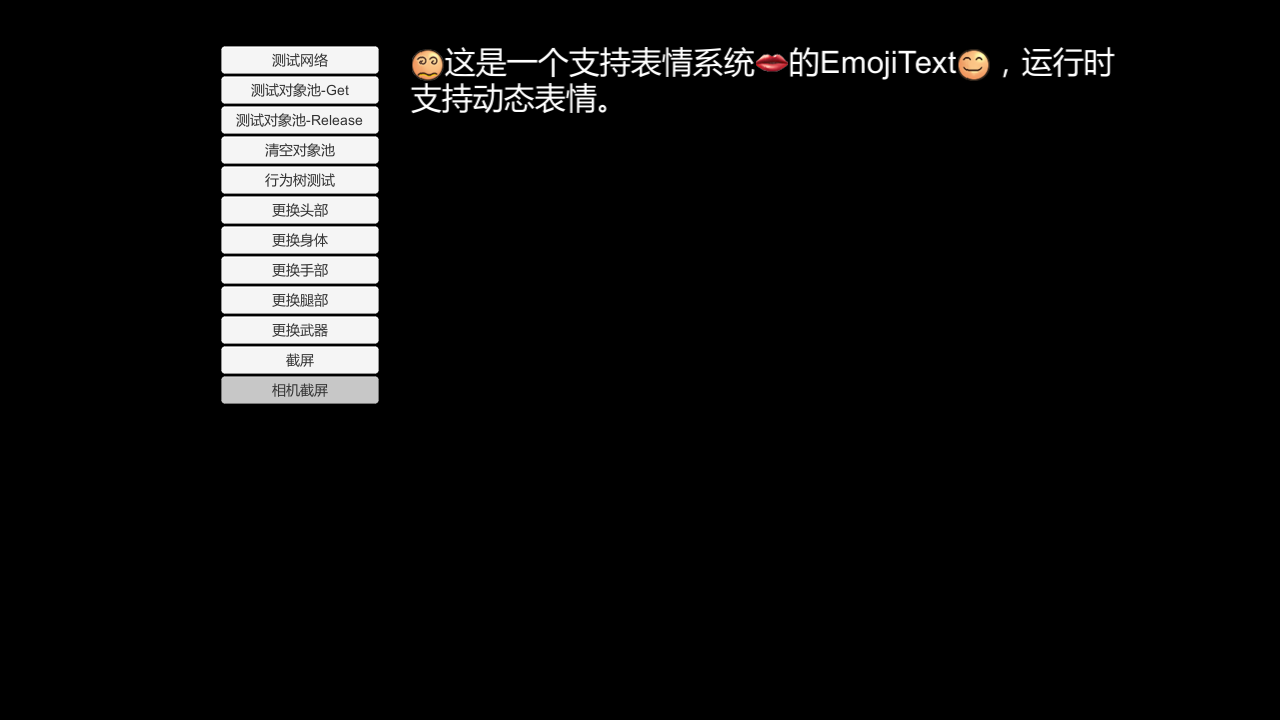 测试网络
测试对象池-Get
测试对象池-Release
清空对象池
行为树测试
更换头部
更换身体
更换手部
更换腿部
更换武器
截屏
相机截屏
这是一个支持表情系统💋的EmojiText😊，运行时
支持动态表情。